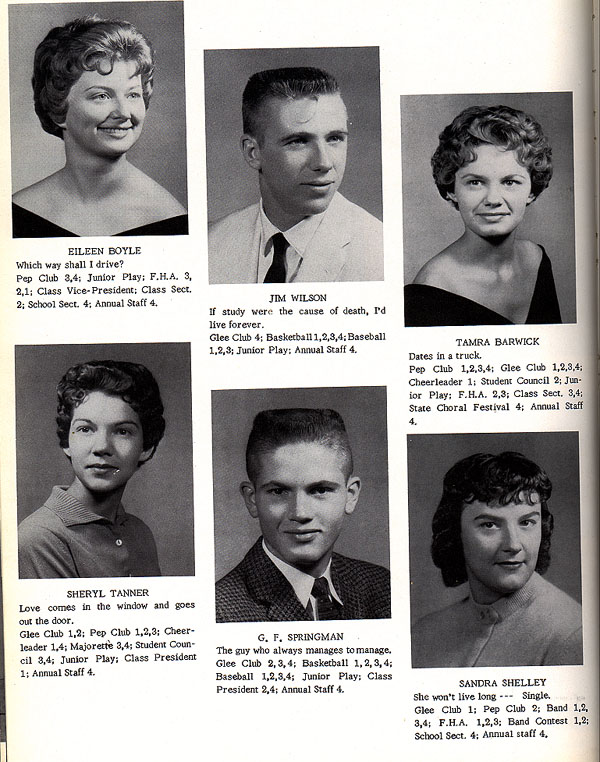 EILEEN BOYLE
Which way shall I drive?
Pep Club 3,4; Junior Play; F.H.A. 3,
2,1; Class Vice-President; Class Sect.
2; School Sect. 4; Annual Staff 4.
JIM WILSON
If study were the cause of death, I'd
live forever.
Glee Club 4; Basketball 1,2,3,4; Baseball
1,2,3; Junior Play; Annual Staff 4.
TAMRA BARWICK
Dates in a truck.
Pep Club 1,2,3,4; Glee Club 1,2,3,4;
Cheerleader 1; Student Council 2; Jun-
ior Play; F.H.A. 2,3; Class Sect. 3,4;
State Choral Festival 4; Annual Staff
4.
SHERYL TANNER
Love comes in the window and goes
out the door.
Glee Club 1,2; Pep Club 1,2,3; Cheer-
leader 1,4; Majorette 3,4; Student Coun-
cil 3,4; Junior Play; Class President
1; Annual Staff 4.
G. F. SPRINGMAN
The guy who always manages to manage.
Glee Club 2,3,4; Basketball 1,2,3,4;
Baseball 1,2,3,4; Junior Play; Class
President 2,4; Annual Staff 4.
SANDRA SHELLEY
She won't live long --- Single.
Glee Club 1; Pep Club 2; Band 1,2,
3,4; F.H.A. 1,2,3; Band Contest 1,2;
School Sect. 4; Annual staff 4.